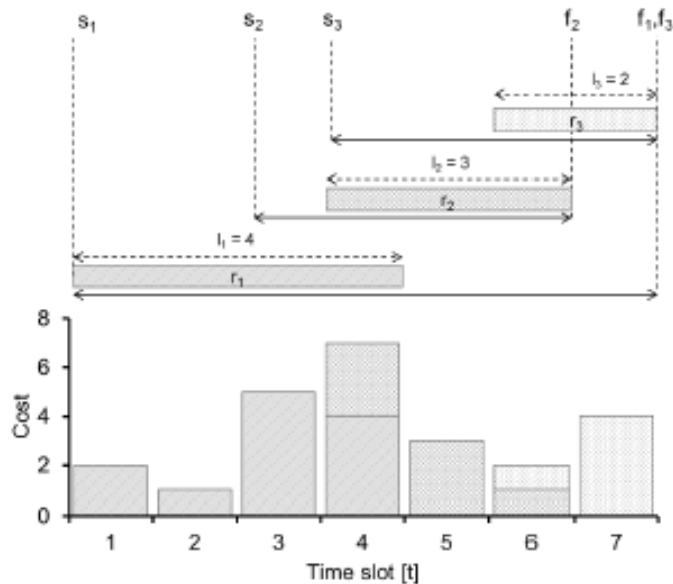 s₁ s₂ s₃ f₂ f₁,f₃
l₃ = 2
r₃
l₂ = 3
r₂
l₁ = 4
r₁
8
6
4
2
0
Cost
1 2 3 4 5 6 7
Time slot [t]